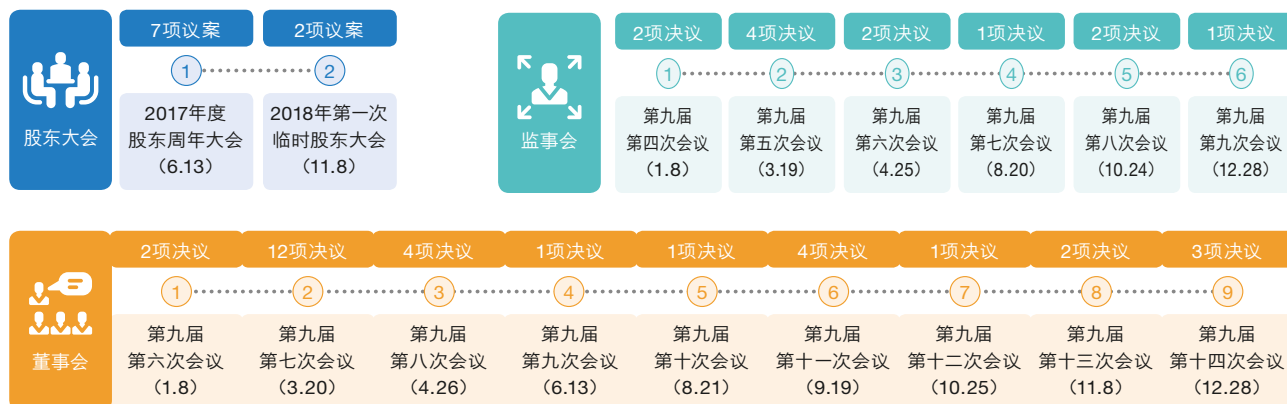 股东大会
7项议案
2项议案
1
2
2017年度
股东周年大会
（6.13）
2018年第一次
临时股东大会
（11.8）
监事会
2项决议
4项决议
2项决议
1项决议
2项决议
1项决议
1
2
3
4
5
6
第九届
第四次会议
（1.8）
第九届
第五次会议
（3.19）
第九届
第六次会议
（4.25）
第九届
第七次会议
（8.20）
第九届
第八次会议
（10.24）
第九届
第九次会议
（12.28）
董事会
2项决议
12项决议
4项决议
1项决议
1项决议
4项决议
1项决议
2项决议
3项决议
1
2
3
4
5
6
7
8
9
第九届
第六次会议
（1.8）
第九届
第七次会议
（3.20）
第九届
第八次会议
（4.26）
第九届
第九次会议
（6.13）
第九届
第十次会议
（8.21）
第九届
第十一次会议
（9.19）
第九届
第十二次会议
（10.25）
第九届
第十三次会议
（11.8）
第九届
第十四次会议
（12.28）